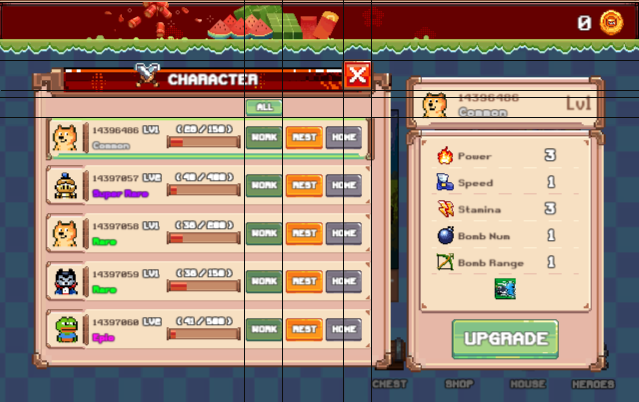 0
CHARACTER
ALL
14396486 LV1 (20/150)
Common
WORK REST HOME
14397057 LV2 (40/400)
Super Rare
WORK REST HOME
14397058 LV1 (30/200)
Rare
WORK REST HOME
14397059 LV1 (30/150)
Rare
WORK REST HOME
14397060 LV2 (41/500)
Epic
WORK REST HOME
14396486 Lv1
Common
Power 3
Speed 1
Stamina 3
Bomb Num 1
Bomb Range 1
UPGRADE
CHEST SHOP HOUSE HEROES